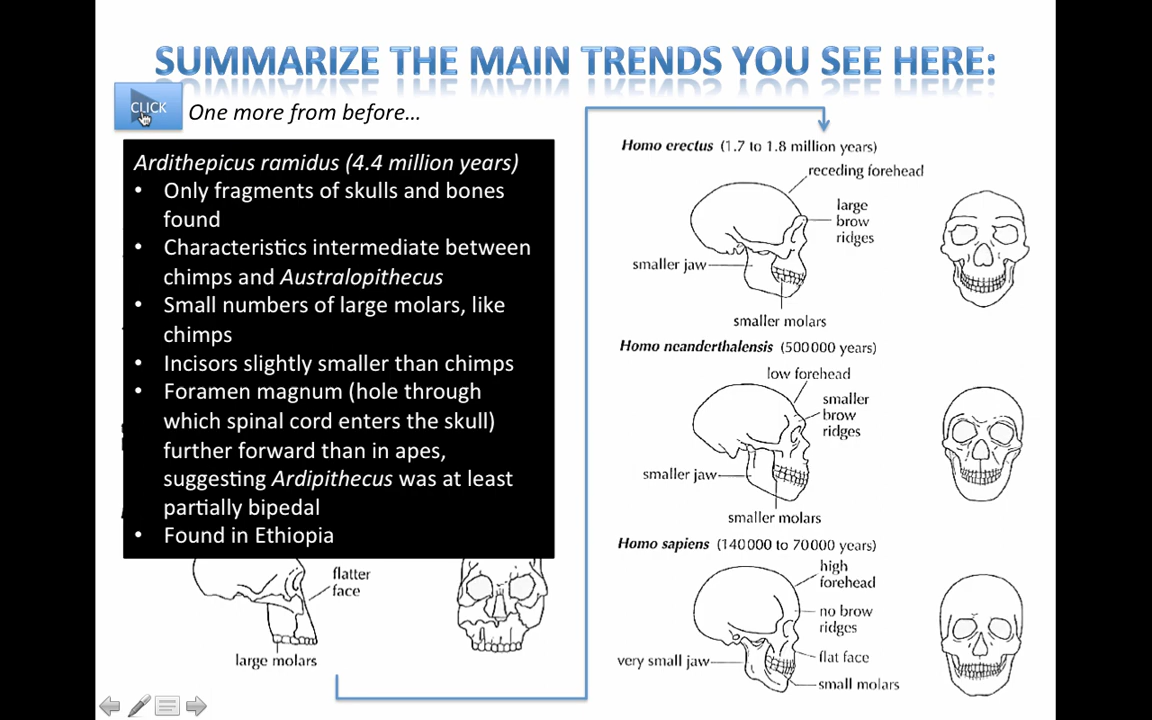 SUMMARIZE THE MAIN TRENDS YOU SEE HERE:
CLICK
One more from before...
Ardithepicus ramidus (4.4 million years)
• Only fragments of skulls and bones
found
• Characteristics intermediate between
chimps and Australopithecus
• Small numbers of large molars, like
chimps
• Incisors slightly smaller than chimps
• Foramen magnum (hole through
which spinal cord enters the skull)
further forward than in apes,
suggesting Ardipithecus was at least
partially bipedal
• Found in Ethiopia
flatter
face
large molars
Homo erectus (1.7 to 1.8 million years)
receding forehead
large
brow
ridges
smaller jaw
smaller molars
Homo neanderthalensis (500000 years)
low forehead
smaller
brow
ridges
smaller jaw
smaller molars
Homo sapiens (140000 to 70000 years)
high
forehead
no brow
ridges
flat face
very small jaw
small molars